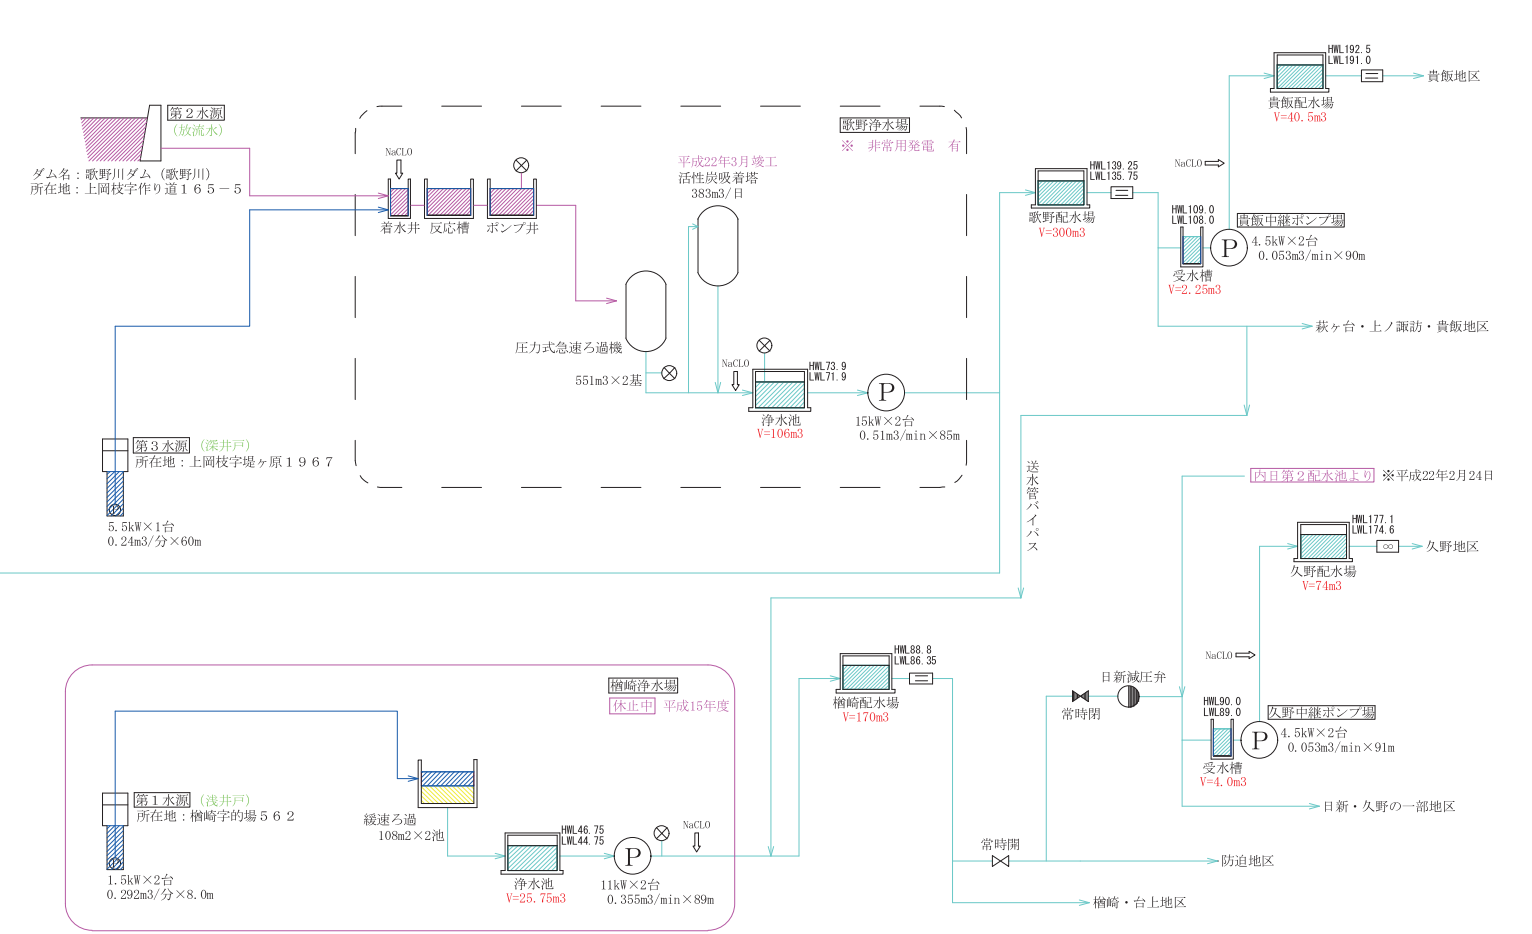 第２水源
（放流水）
ダム名：歌野川ダム（歌野川）
所在地：上岡枝字作り道１６５－５
歌野浄水場
※　非常用発電　有
NaCLO
着水井
反応槽
ポンプ井
平成22年3月竣工
活性炭吸着塔
383m3/日
圧力式急速ろ過機
551m3×2基
NaCLO
HWL73.9
LWL71.9
浄水池
V=106m3
P
15kW×2台
0.51m3/min×85m
第３水源
（深井戸）
所在地：上岡枝字堤ヶ原１９６７
5.5kW×1台
0.24m3/分×60m
HWL192.5
LWL191.0
貴飯配水場
V=40.5m3
貴飯地区
NaCLO
HWL139.25
LWL135.75
歌野配水場
V=300m3
HWL109.0
LWL108.0
受水槽
V=2.25m3
P
貴飯中継ポンプ場
4.5kW×2台
0.053m3/min×90m
萩ヶ台・上ノ諏訪・貴飯地区
送水管バイパス
内日第２配水池より
※平成22年2月24日
HWL177.1
LWL174.6
久野配水場
V=74m3
久野地区
NaCLO
HWL90.0
LWL89.0
受水槽
V=4.0m3
P
久野中継ポンプ場
4.5kW×2台
0.053m3/min×91m
日新減圧弁
常時閉
日新・久野の一部地区
楢崎浄水場
休止中
平成15年度
第１水源
（浅井戸）
所在地：楢崎字的場５６２
1.5kW×2台
0.292m3/分×8.0m
緩速ろ過
108m2×2池
HWL46.75
LWL44.75
浄水池
V=25.75m3
P
11kW×2台
0.355m3/min×89m
NaCLO
HWL88.8
LWL86.35
楢崎配水場
V=170m3
常時開
防迫地区
楢崎・台上地区